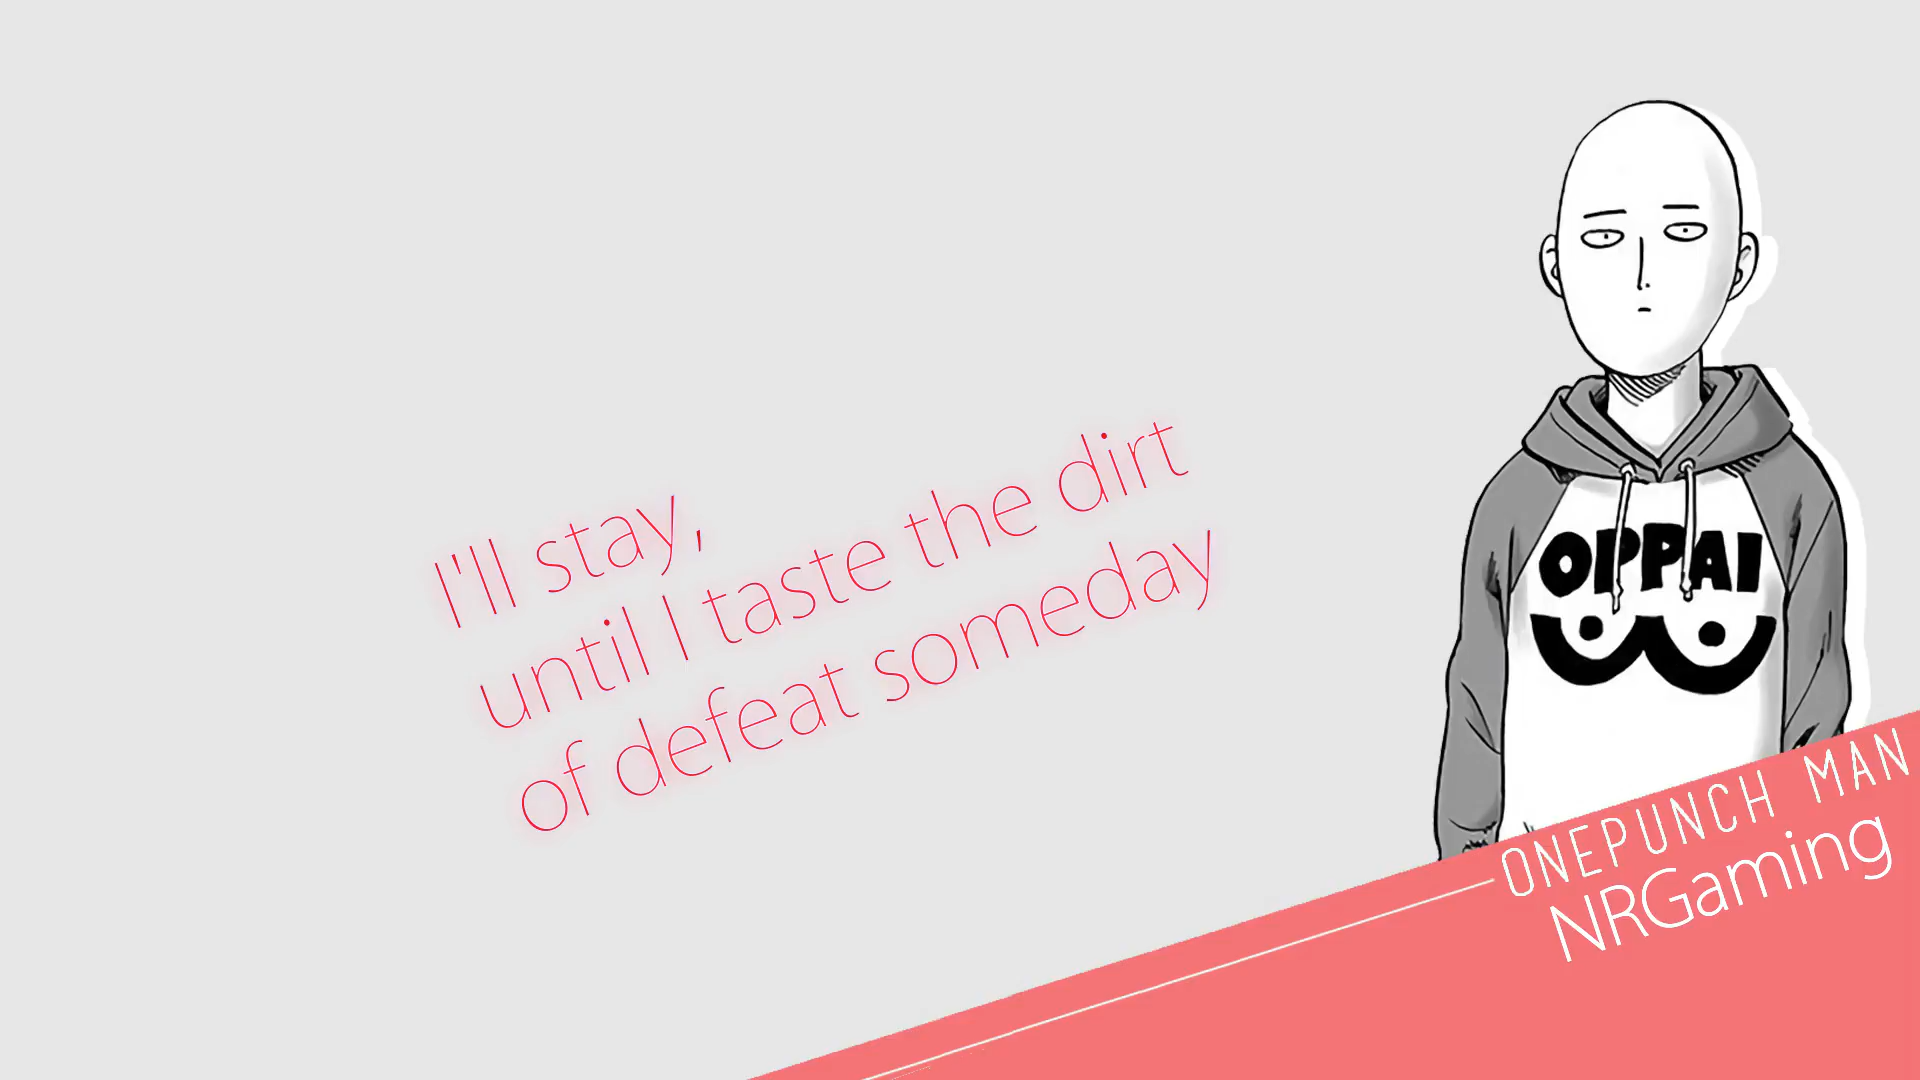 I'll stay,
until I taste the dirt
of defeat someday
OPPAI
ONEPUNCH MAN
NRGaming